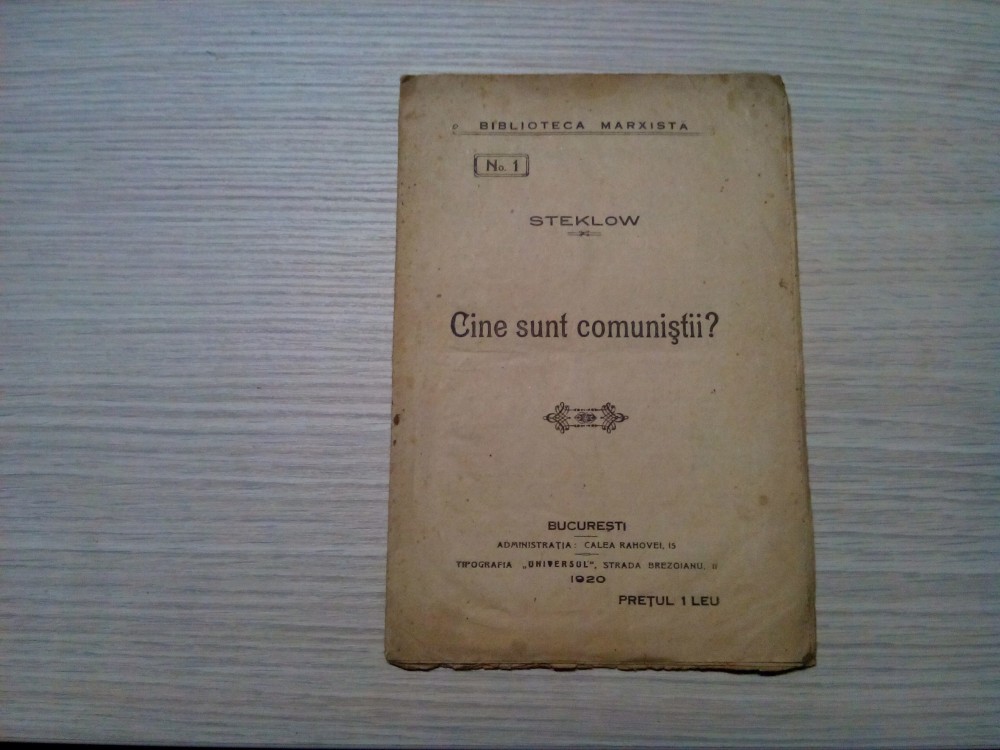 BIBLIOTECA MARXISTA
No. 1
STEKLOW
Cine sunt comuniştii?
BUCUREŞTI
ADMINISTRAŢIA: CALEA RAHOVEI, 15
TIPOGRAFIA „UNIVERSUL”, STRADA BREZOIANU,
1920
PREŢUL 1 LEU